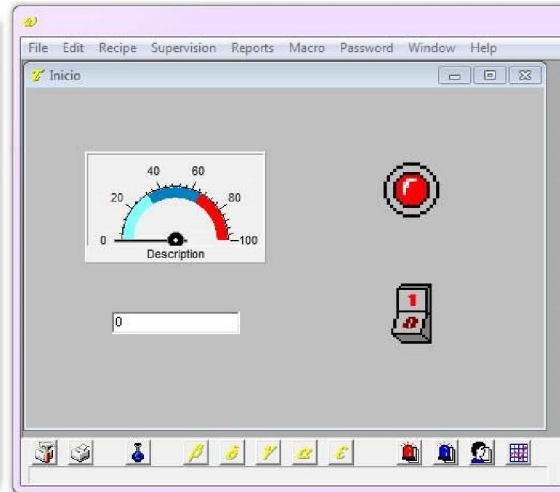 ω
File Edit Recipe Supervision Reports Macro Password Window Help
Inicio
40 60
20 80
0 100
Description
0
1
0
β δ γ α ε